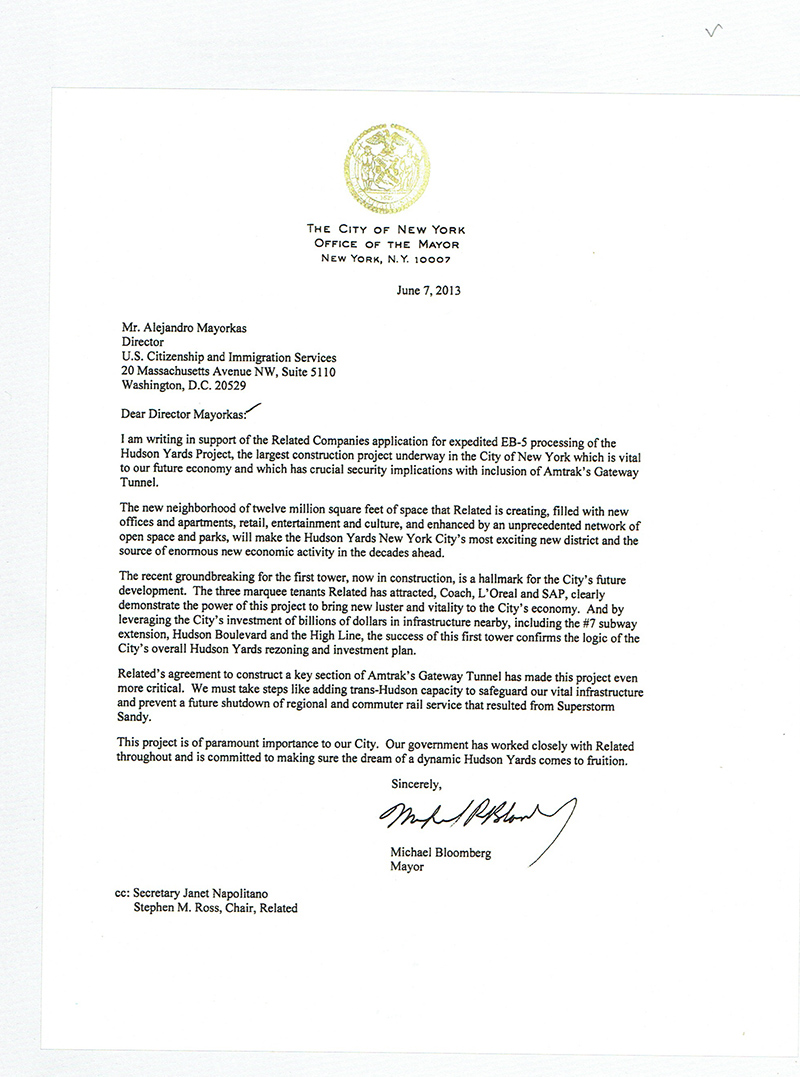 THE CITY OF NEW YORK
OFFICE OF THE MAYOR
NEW YORK, N.Y. 10007
June 7, 2013
Mr. Alejandro Mayorkas
Director
U.S. Citizenship and Immigration Services
20 Massachusetts Avenue NW, Suite 5110
Washington, D.C. 20529
Dear Director Mayorkas:
I am writing in support of the Related Companies application for expedited EB-5 processing of the
Hudson Yards Project, the largest construction project underway in the City of New York which is vital
to our future economy and which has crucial security implications with inclusion of Amtrak's Gateway
Tunnel.
The new neighborhood of twelve million square feet of space that Related is creating, filled with new
offices and apartments, retail, entertainment and culture, and enhanced by an unprecedented network of
open space and parks, will make the Hudson Yards New York City's most exciting new district and the
source of enormous new economic activity in the decades ahead.
The recent groundbreaking for the first tower, now in construction, is a hallmark for the City's future
development. The three marquee tenants Related has attracted, Coach, L'Oreal and SAP, clearly
demonstrate the power of this project to bring new luster and vitality to the City's economy. And by
leveraging the City's investment of billions of dollars in infrastructure nearby, including the #7 subway
extension, Hudson Boulevard and the High Line, the success of this first tower confirms the logic of the
City's overall Hudson Yards rezoning and investment plan.
Related's agreement to construct a key section of Amtrak's Gateway Tunnel has made this project even
more critical. We must take steps like adding trans-Hudson capacity to safeguard our vital infrastructure
and prevent a future shutdown of regional and commuter rail service that resulted from Superstorm
Sandy.
This project is of paramount importance to our City. Our government has worked closely with Related
throughout and is committed to making sure the dream of a dynamic Hudson Yards comes to fruition.
Sincerely,
Michael Bloomberg
Mayor
cc: Secretary Janet Napolitano
Stephen M. Ross, Chair, Related